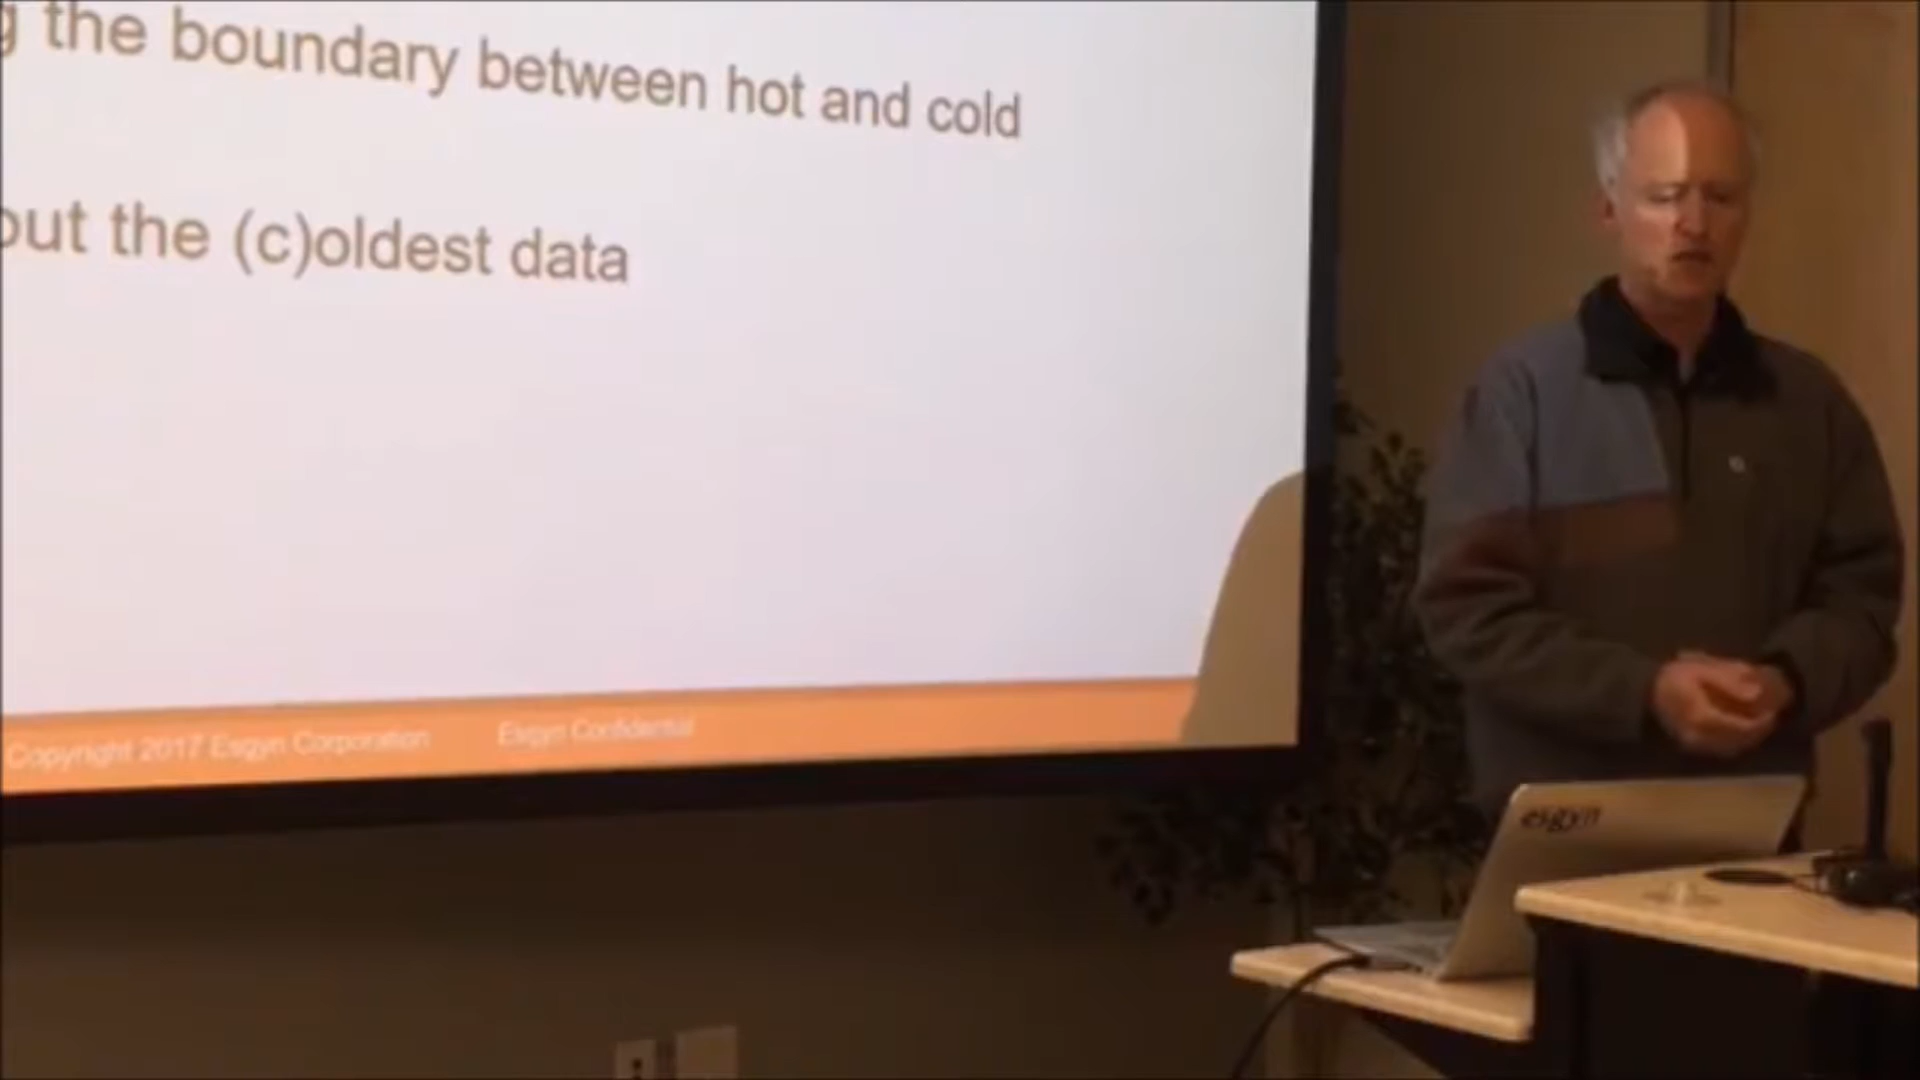 the boundary between hot and cold
out the (c)oldest data
Copyright 2017 Esgyn Corporation
Esgyn Confidential
esgyn